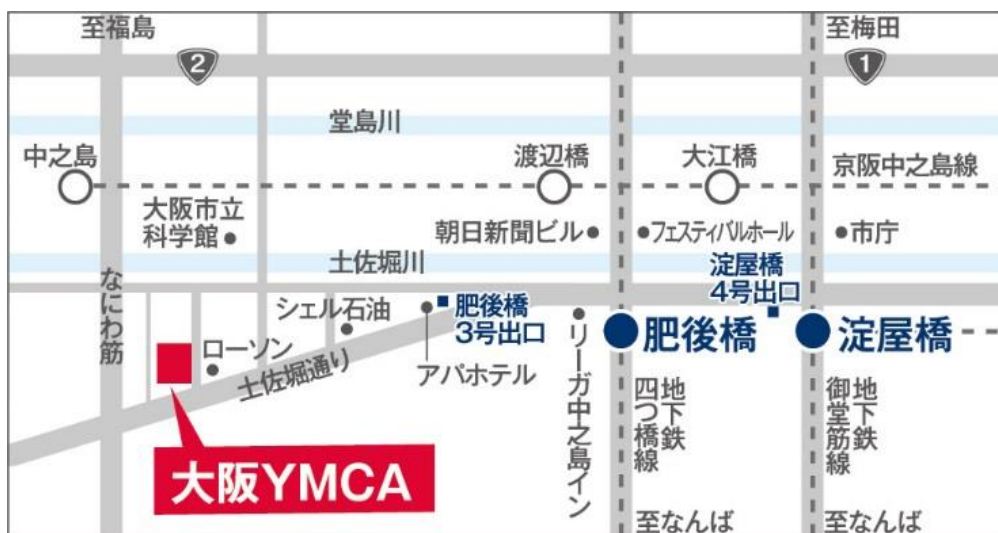 至福島
至梅田
2
1
堂島川
中之島
渡辺橋
大江橋
京阪中之島線
大阪市立
科学館
朝日新聞ビル
フェスティバルホール
市庁
土佐堀川
淀屋橋
4号出口
なにわ筋
シェル石油
肥後橋
3号出口
肥後橋
淀屋橋
ローソン
土佐堀通り
アパホテル
リーガ中之島イン
地下鉄
四つ橋線
地下鉄
御堂筋線
大阪YMCA
至なんば
至なんば